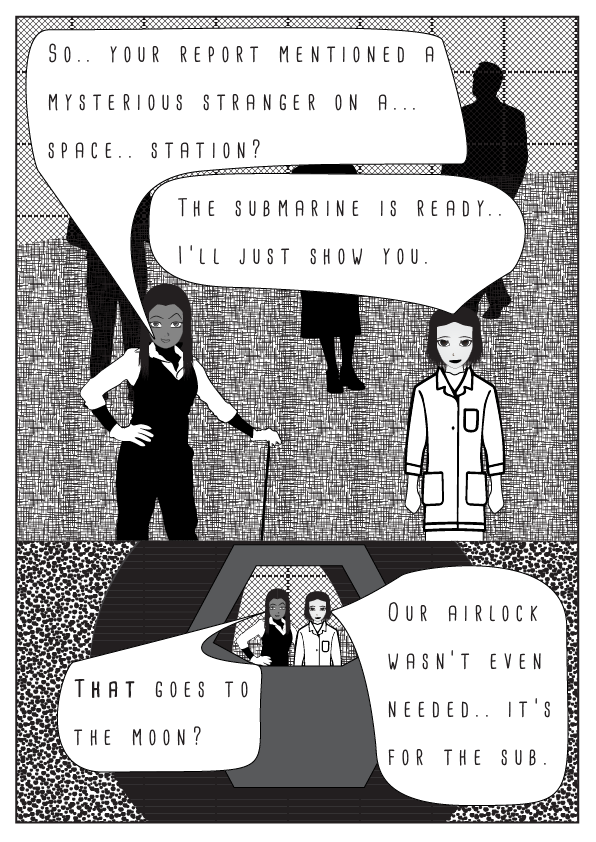 So.. your report mentioned a
mysterious stranger on a...
space.. station?
The submarine is ready..
I'll just show you.
Our airlock
wasn't even
needed.. it's
for the sub.
That goes to
the moon?